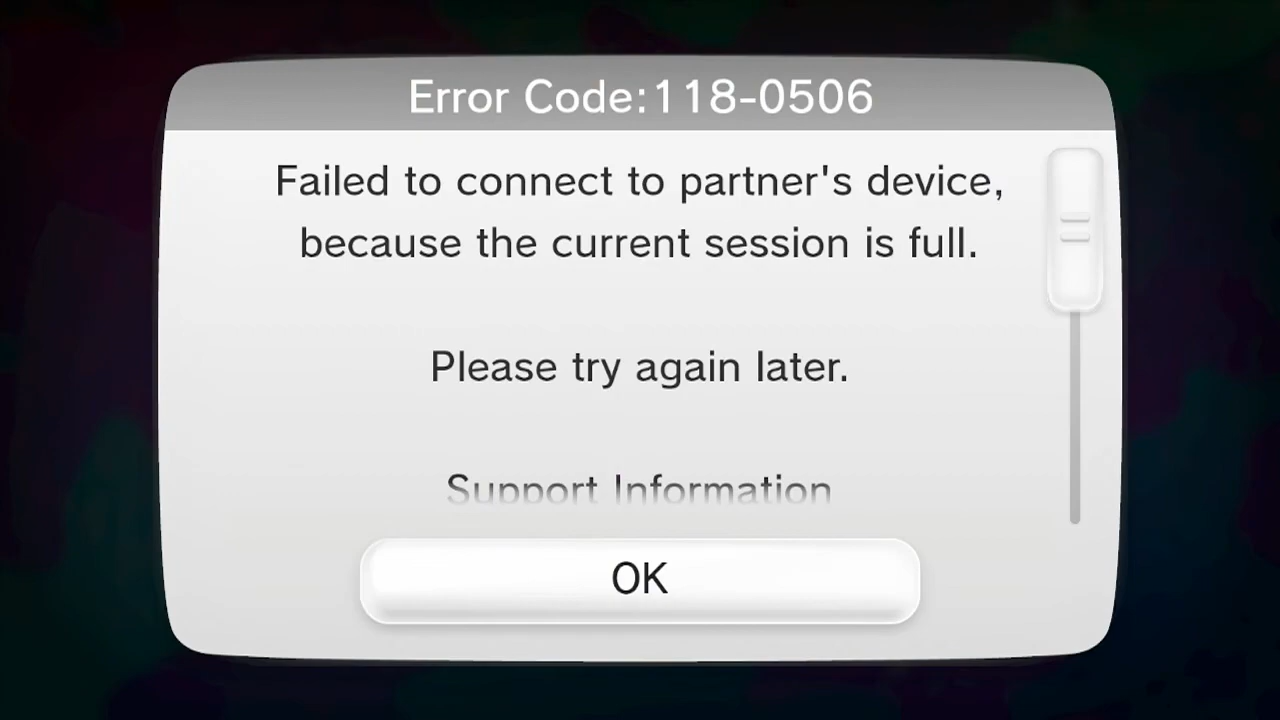 Error Code:118-0506
Failed to connect to partner's device,
because the current session is full.
Please try again later.
Support Information
OK